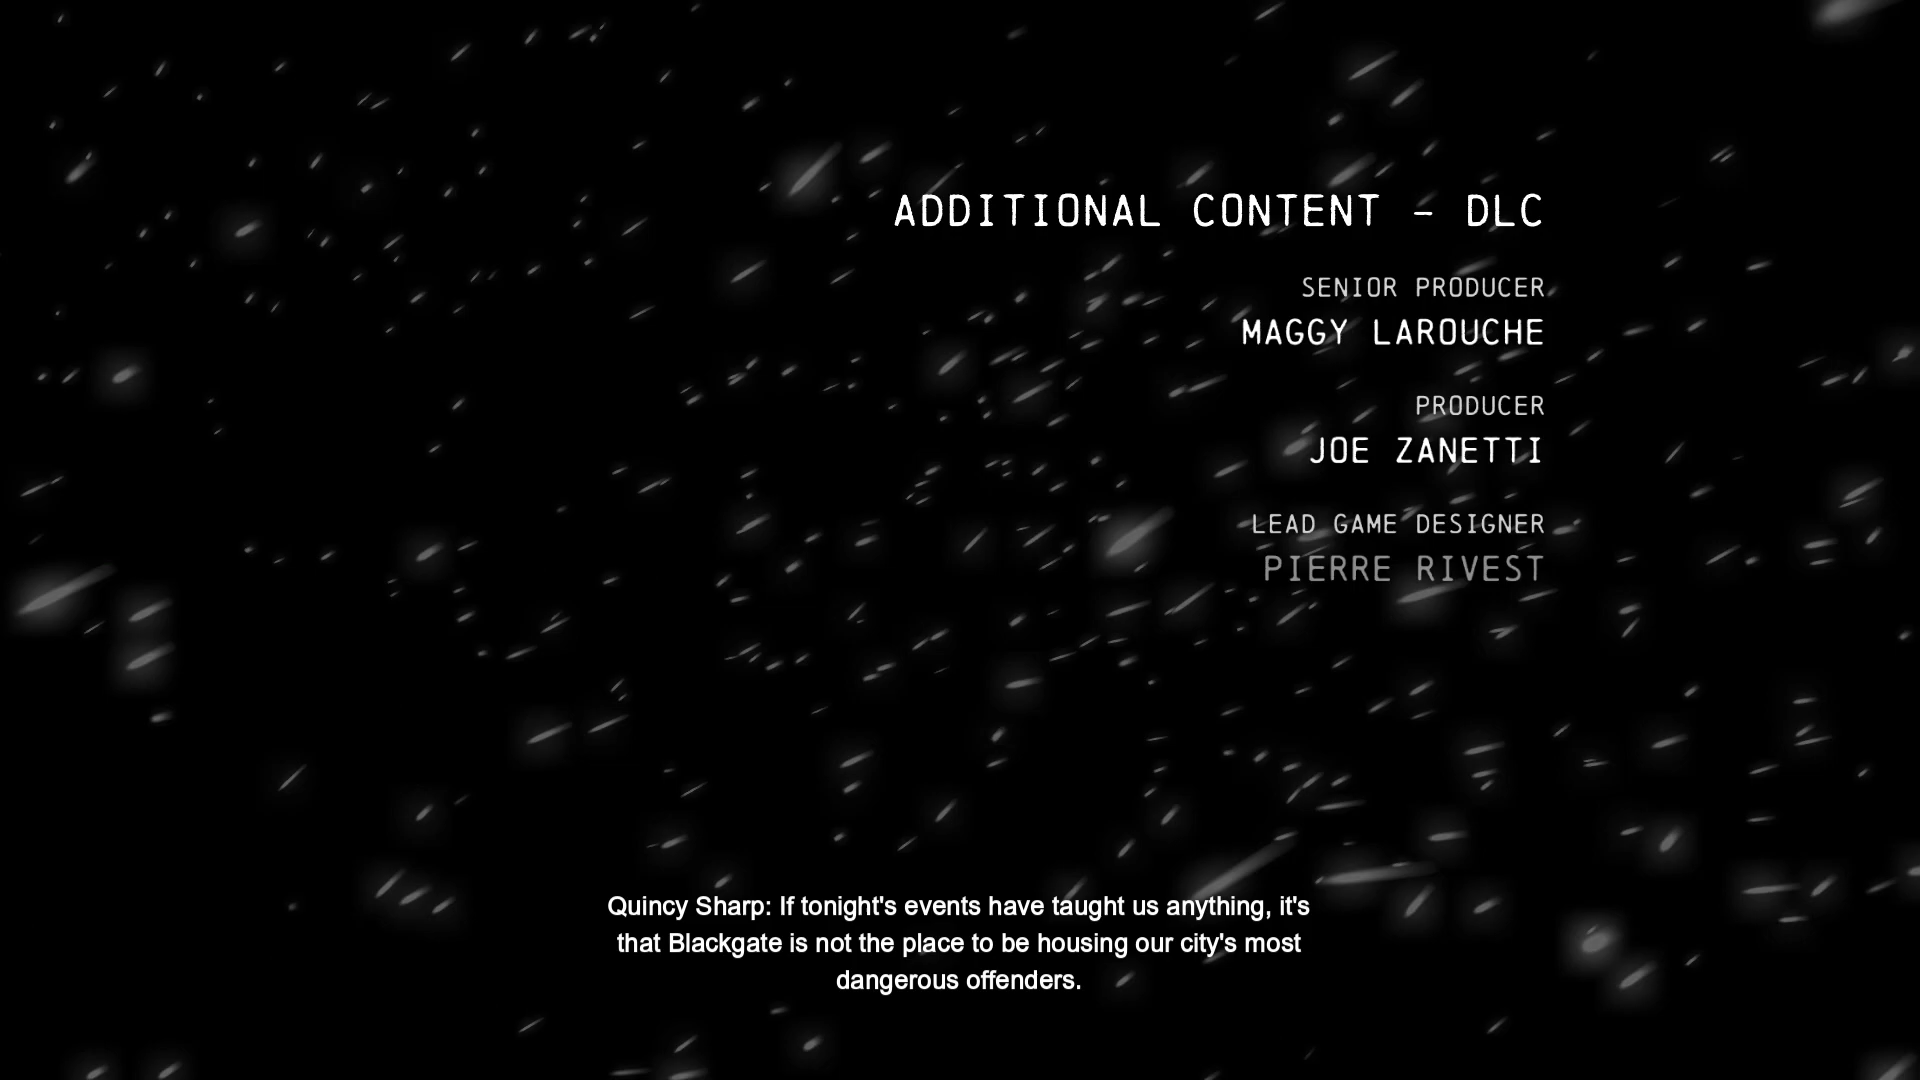 ADDITIONAL CONTENT - DLC
SENIOR PRODUCER
MAGGY LAROUCHE
PRODUCER
JOE ZANETTI
LEAD GAME DESIGNER
PIERRE RIVEST
Quincy Sharp: If tonight's events have taught us anything, it's
that Blackgate is not the place to be housing our city's most
dangerous offenders.